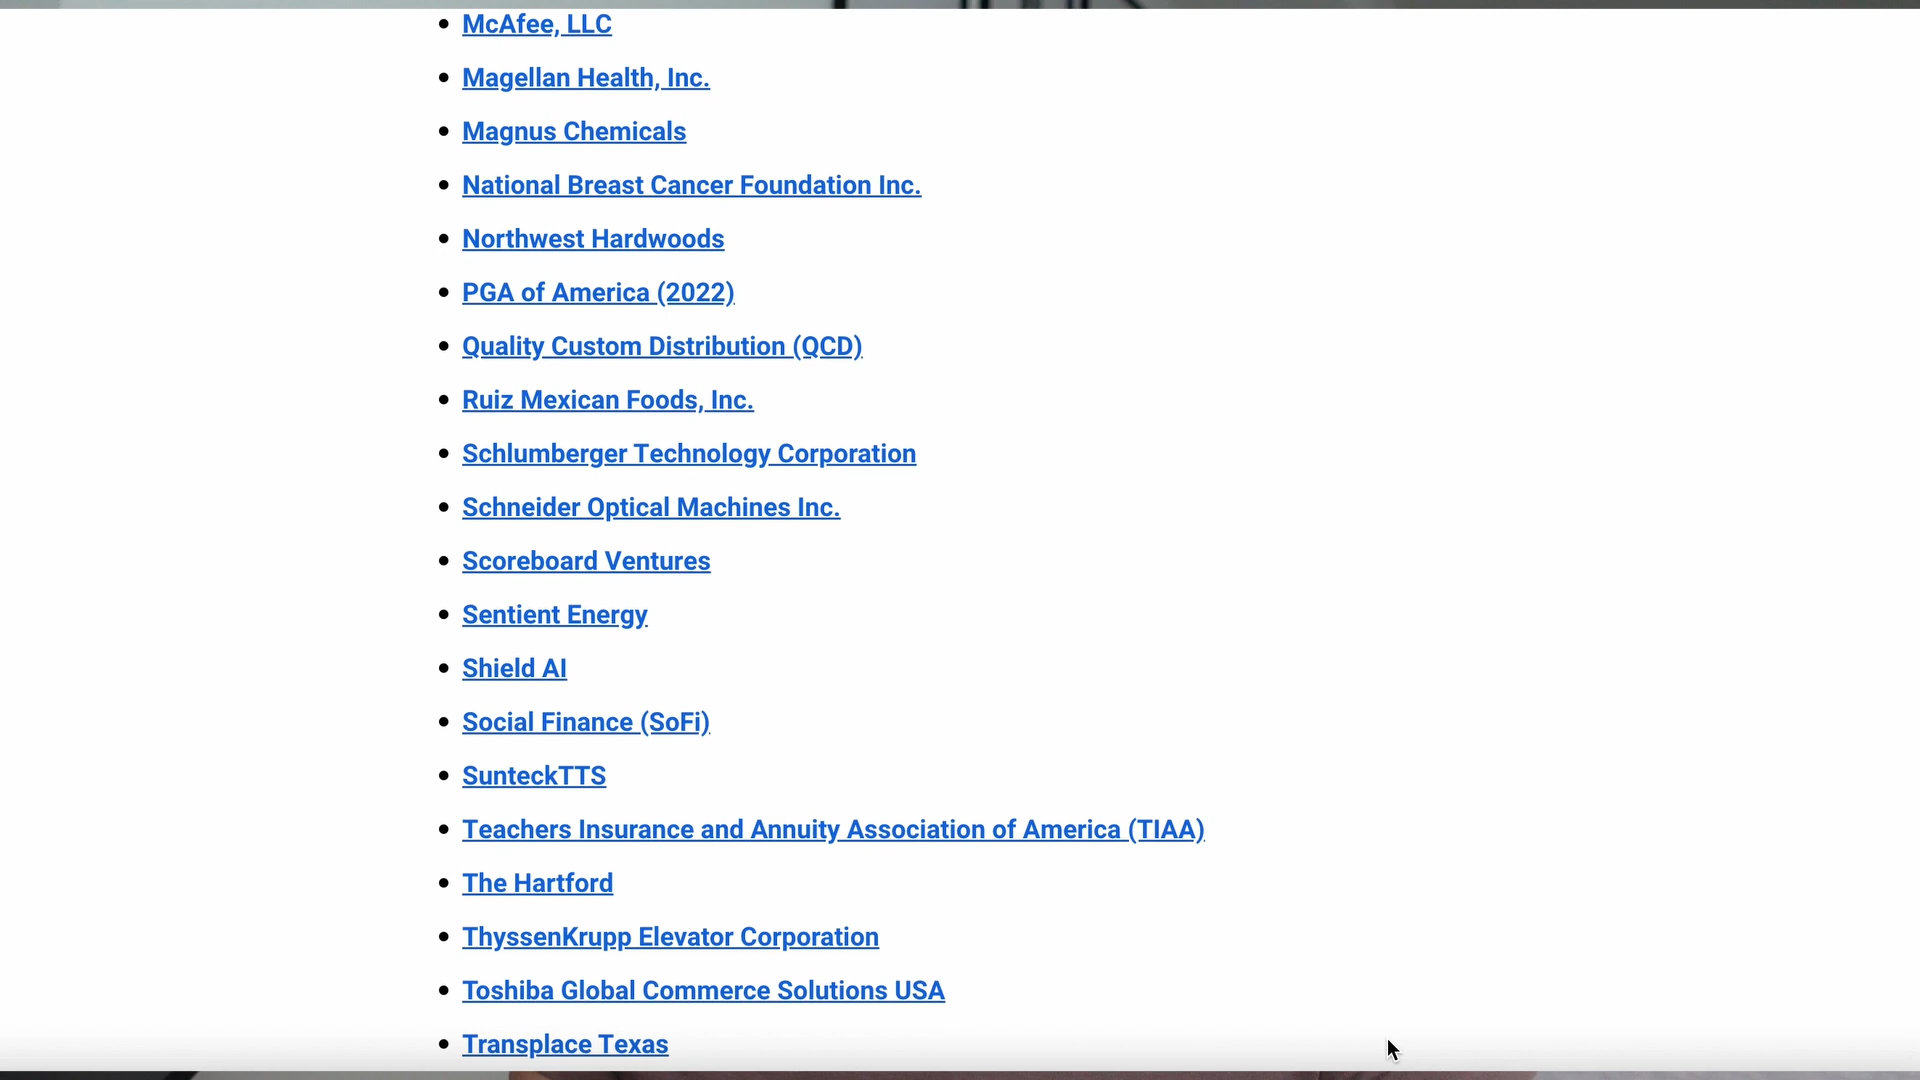 McAfee, LLC
Magellan Health, Inc.
Magnus Chemicals
National Breast Cancer Foundation Inc.
Northwest Hardwoods
PGA of America (2022)
Quality Custom Distribution (QCD)
Ruiz Mexican Foods, Inc.
Schlumberger Technology Corporation
Schneider Optical Machines Inc.
Scoreboard Ventures
Sentient Energy
Shield AI
Social Finance (SoFi)
SunteckTTS
Teachers Insurance and Annuity Association of America (TIAA)
The Hartford
ThyssenKrupp Elevator Corporation
Toshiba Global Commerce Solutions USA
Transplace Texas